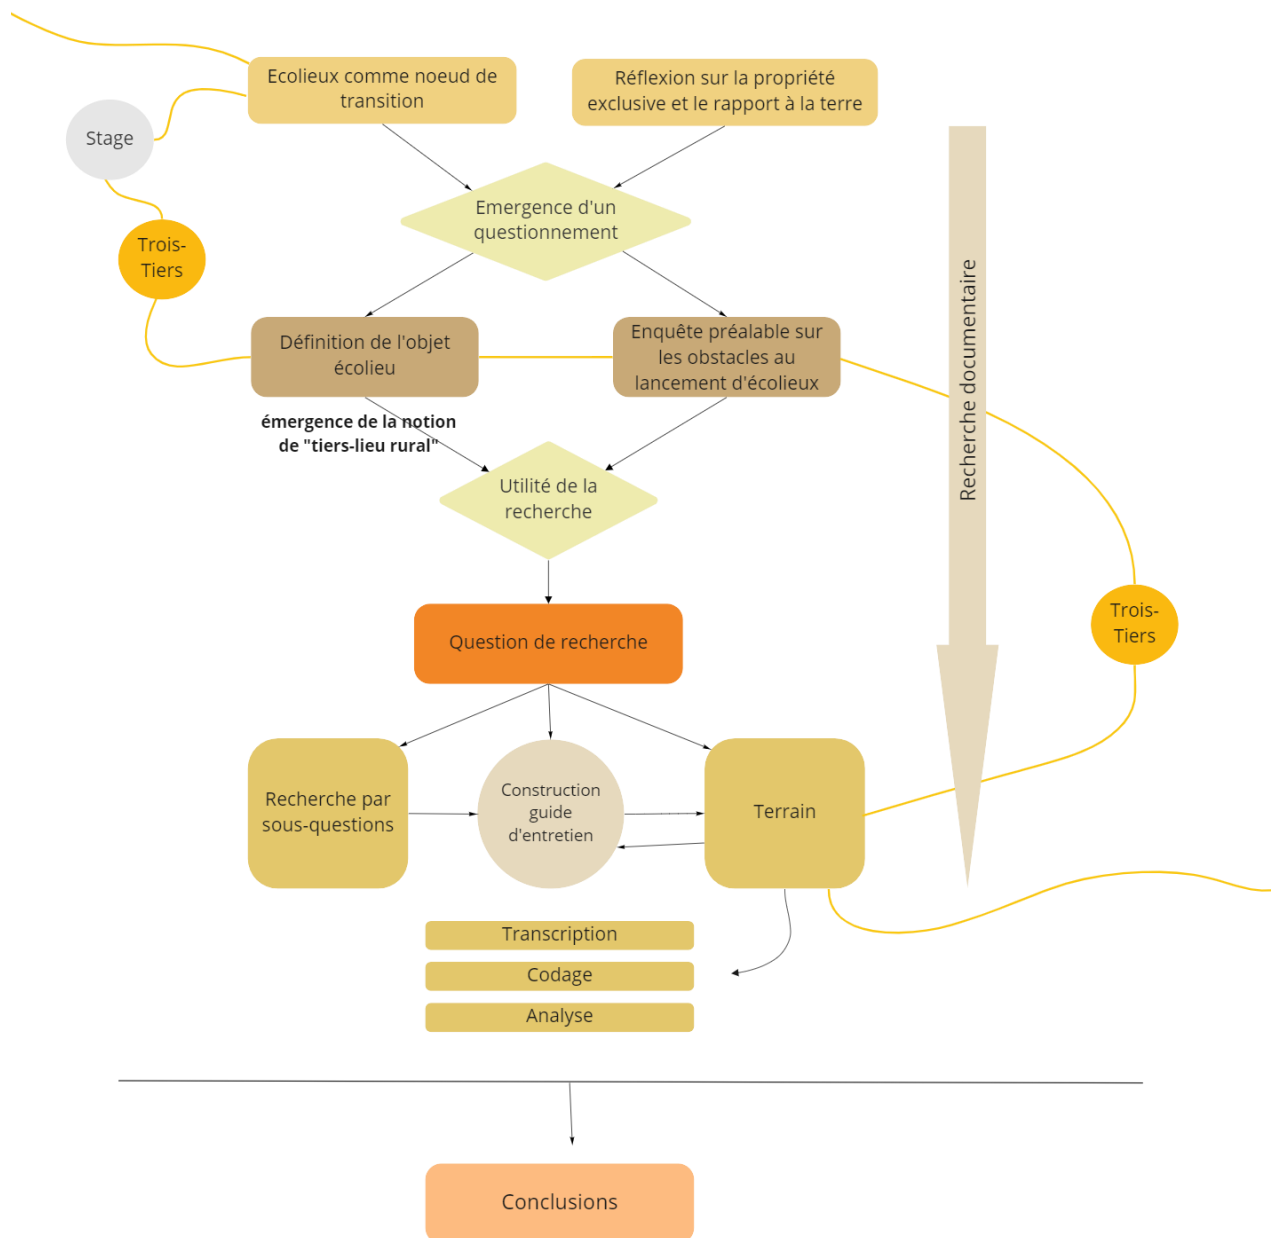 Ecolieux comme noeud de
transition
Réflexion sur la propriété
exclusive et le rapport à la terre
Stage
Emergence d'un
questionnement
Trois-
Tiers
Définition de l'objet
écolieu
Enquête préalable sur
les obstacles au
lancement d'écolieux
Recherche documentaire
émergence de la notion
de "tiers-lieu rural"
Utilité de la
recherche
Trois-
Tiers
Question de recherche
Recherche par
sous-questions
Construction
guide
d'entretien
Terrain
Transcription
Codage
Analyse
Conclusions